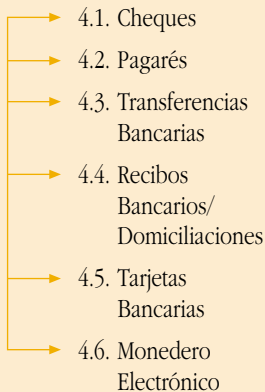 4.1. Cheques
4.2. Pagarés
4.3. Transferencias
Bancarias
4.4. Recibos
Bancarios/
Domiciliaciones
4.5. Tarjetas
Bancarias
4.6. Monedero
Electrónico